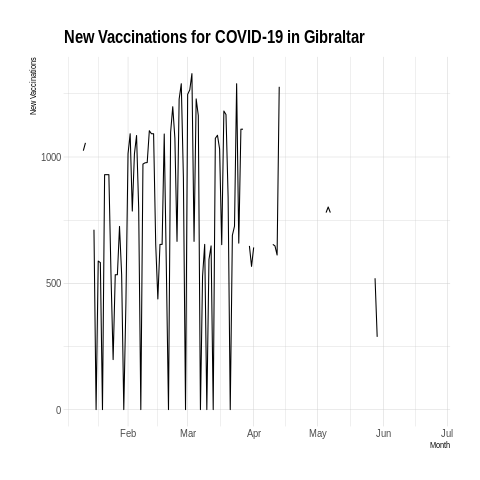 New Vaccinations for COVID-19 in Gibraltar
New Vaccinations
1000
500
0
Feb Mar Apr May Jun Jul
Month